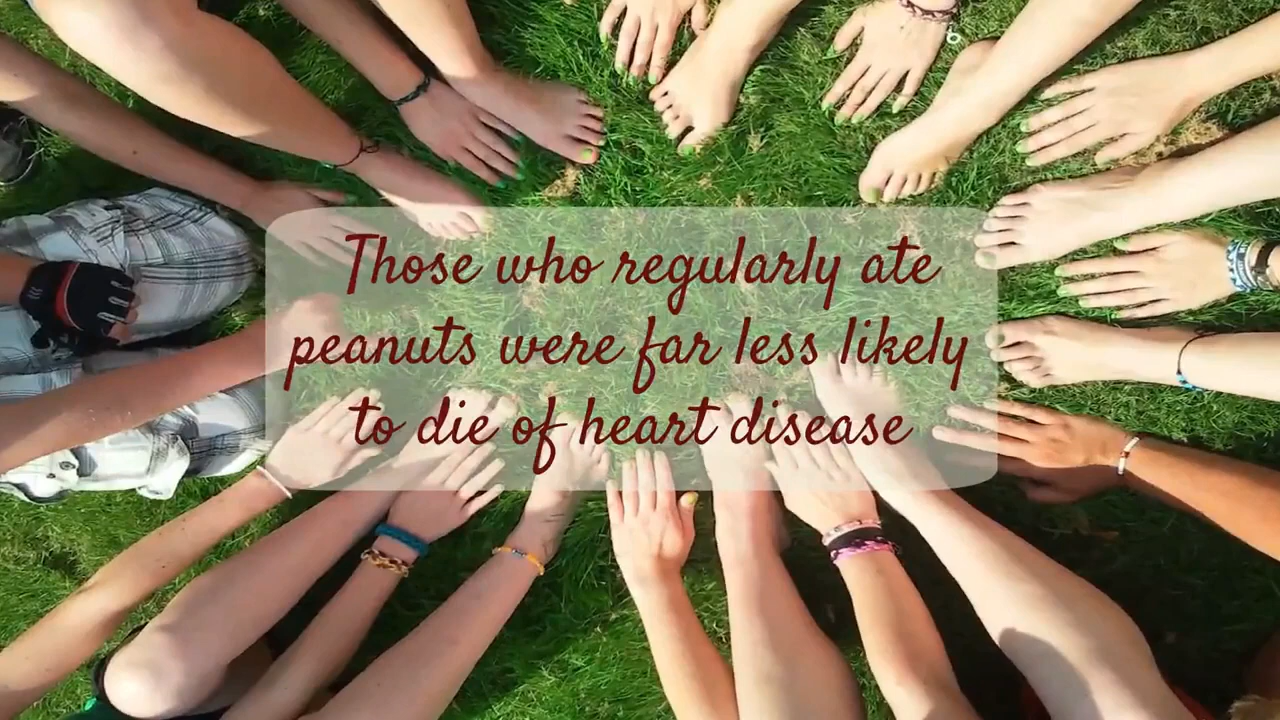 Those who regularly ate
peanuts were far less likely
to die of heart disease